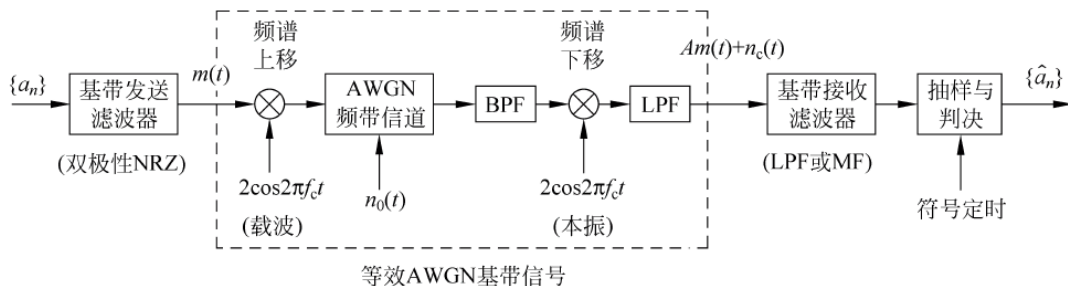 频谱
上移
频谱
下移
{aₙ}
基带发送
滤波器
(双极性NRZ)
m(t)
AWGN
频带信道
BPF
LPF
Am(t)+n_c(t)
基带接收
滤波器
(LPF或MF)
抽样与
判决
{âₙ}
2cos2πf_ct
(载波)
n₀(t)
2cos2πf_ct
(本振)
符号定时
等效AWGN基带信号